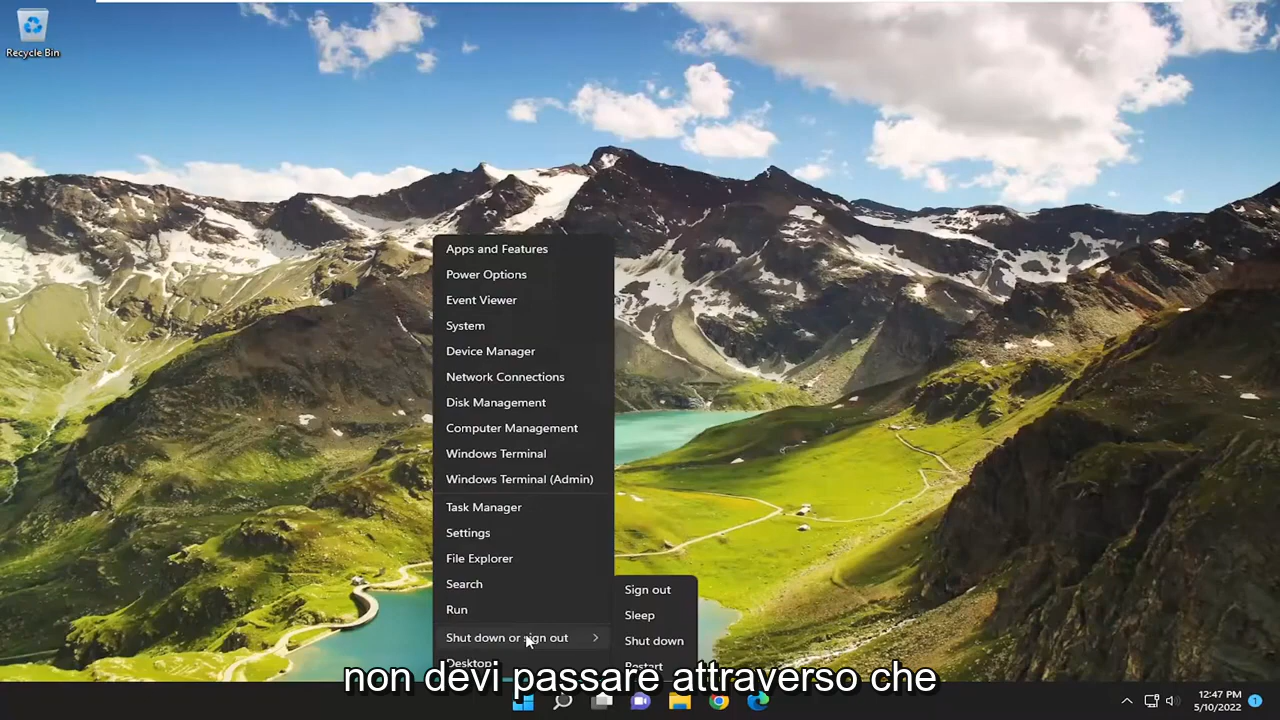 Recycle Bin
Apps and Features
Power Options
Event Viewer
System
Device Manager
Network Connections
Disk Management
Computer Management
Windows Terminal
Windows Terminal (Admin)
Task Manager
Settings
File Explorer
Search
Run
Shut down or sign out
Desktop
Sign out
Sleep
Shut down
Restart
non devi passare attraverso che
12:47 PM
5/10/2022
1